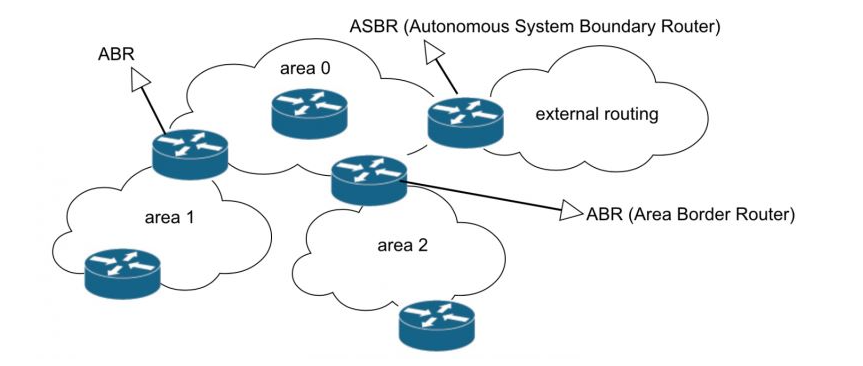 ASBR (Autonomous System Boundary Router)
ABR
area 0
external routing
area 1
ABR (Area Border Router)
area 2